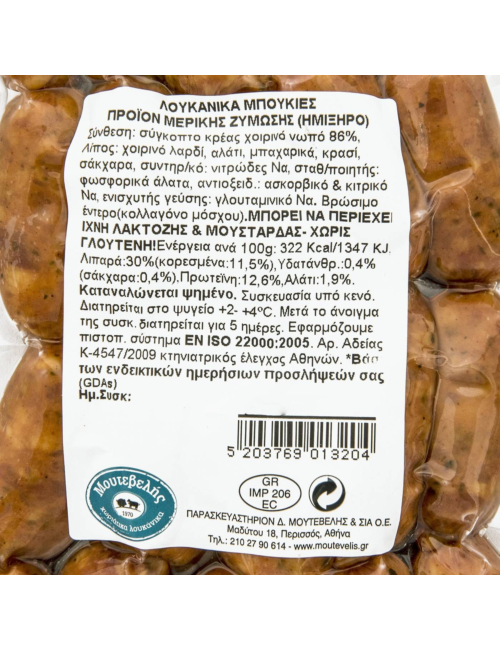 ΛΟΥΚΑΝΙΚΑ ΜΠΟΥΚΙΕΣ
ΠΡΟΪΟΝ ΜΕΡΙΚΗΣ ΖΥΜΩΣΗΣ (ΗΜΙΞΗΡΟ)
Σύνθεση: σύγκοπτο κρέας χοιρινό νωπό 86%,
Λίπος: χοιρινό λαρδί, αλάτι, μπαχαρικά, κρασί,
σάκχαρα, συντηρ/κό: νιτρώδες Να, σταθ/ποιητής:
φωσφορικά άλατα, αντιοξειδ.: ασκορβικό & κιτρικό
Να, ενισχυτής γεύσης: γλουταμινικό Να. Βρώσιμο
έντερο(κολλαγόνο μόσχου).ΜΠΟΡΕΙ ΝΑ ΠΕΡΙΕΧΕΙ
ΙΧΝΗ ΛΑΚΤΟΖΗΣ & ΜΟΥΣΤΑΡΔΑΣ- ΧΩΡΙΣ
ΓΛΟΥΤΕΝΗ!Ενέργεια ανά 100g: 322 Kcal/1347 KJ.
Λιπαρά:30%(κορεσμένα:11,5%),Υδατάνθρ.:0,4%
(σάκχαρα:0,4%).Πρωτεΐνη:12,6%,Αλάτι:1,9%.
Καταναλώνεται ψημένο. Συσκευασία υπό κενό.
Διατηρείται στο ψυγείο +2- +4ºC. Μετά το άνοιγμα
της συσκ. διατηρείται για 5 ημέρες. Εφαρμόζουμε
πιστοπ. σύστημα EN ISO 22000:2005. Αρ. Αδείας
Κ-4547/2009 κτηνιατρικός έλεγχος Αθηνών. *Βάσ
των ενδεικτικών ημερήσιων προσλήψεών σας
(GDAs)
Ημ.Συσκ:
5 203769 013204
Μουτεβελής
1970
χωριάτικα λουκάνικα
GR
IMP 206
EC
ΠΑΡΑΣΚΕΥΑΣΤΗΡΙΟΝ Δ. ΜΟΥΤΕΒΕΛΗΣ & ΣΙΑ Ο.Ε.
Μαδύτου 18, Περισσός, Αθήνα
Τηλ.: 210 27 90 614 - www.moutevelis.gr